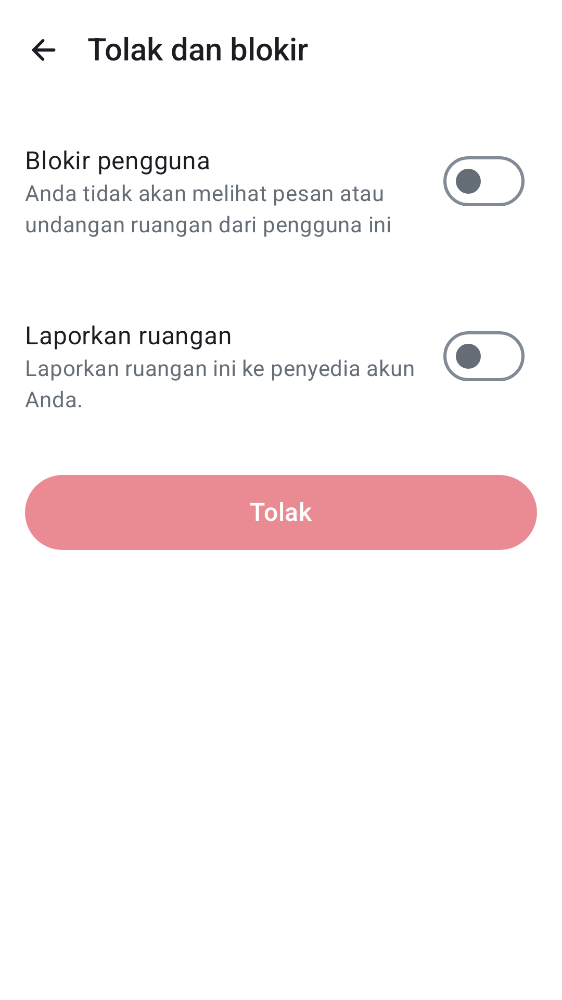 Tolak dan blokir
Blokir pengguna
Anda tidak akan melihat pesan atau
undangan ruangan dari pengguna ini
Laporkan ruangan
Laporkan ruangan ini ke penyedia akun
Anda.
Tolak